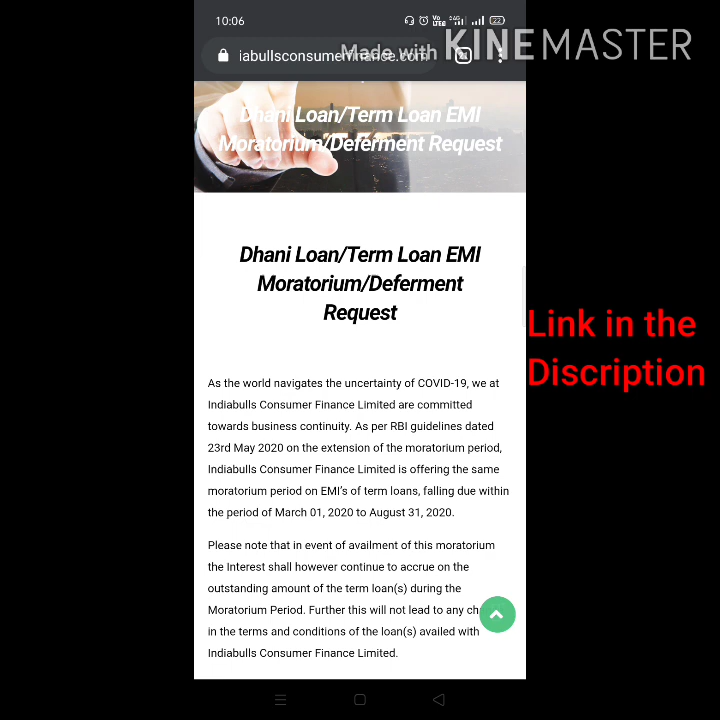 10:06
Vo LTE
22
iabullsconsumerfinance.com
Made with KINEMASTER
Dhani Loan/Term Loan EMI
Moratorium/Deferment Request
Dhani Loan/Term Loan EMI
Moratorium/Deferment
Request
Link in the
Discription
As the world navigates the uncertainty of COVID-19, we at
Indiabulls Consumer Finance Limited are committed
towards business continuity. As per RBI guidelines dated
23rd May 2020 on the extension of the moratorium period,
Indiabulls Consumer Finance Limited is offering the same
moratorium period on EMI's of term loans, falling due within
the period of March 01, 2020 to August 31, 2020.
Please note that in event of availment of this moratorium
the Interest shall however continue to accrue on the
outstanding amount of the term loan(s) during the
Moratorium Period. Further this will not lead to any ch
in the terms and conditions of the loan(s) availed with
Indiabulls Consumer Finance Limited.